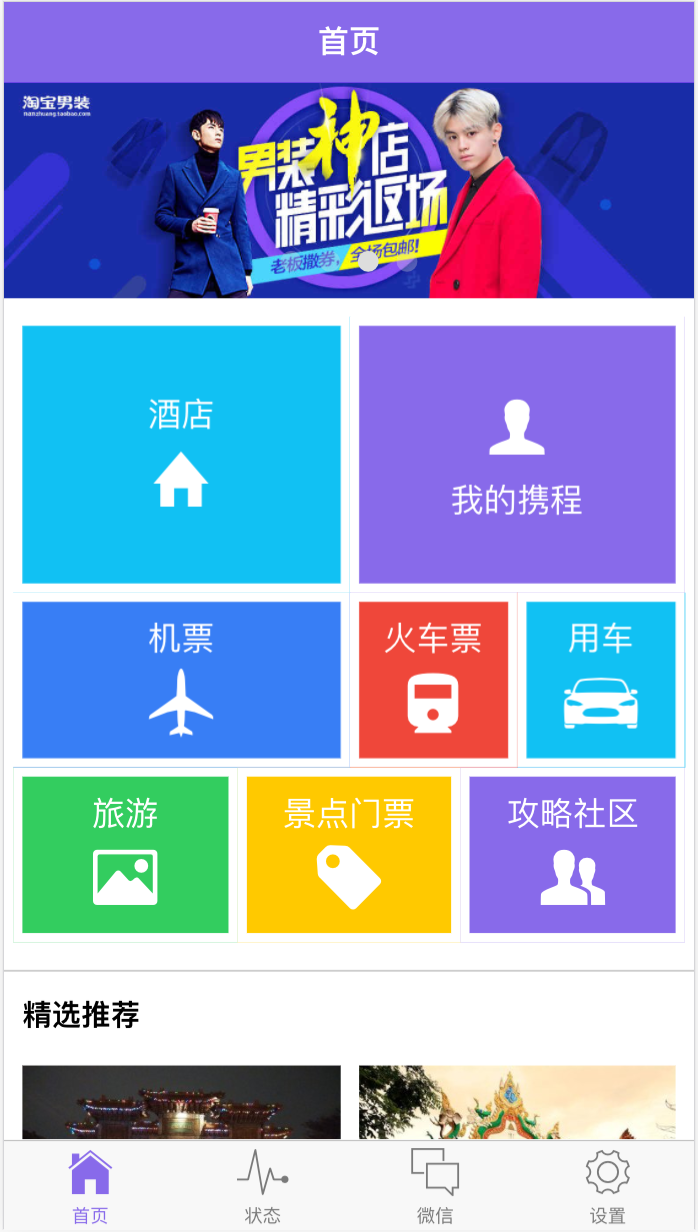 首页
淘宝男装
nanzhuang.taobao.com
男装神店
精彩返场
老板撒券，全场包邮!
酒店
我的携程
机票
火车票
用车
旅游
景点门票
攻略社区
精选推荐
首页
状态
微信
设置